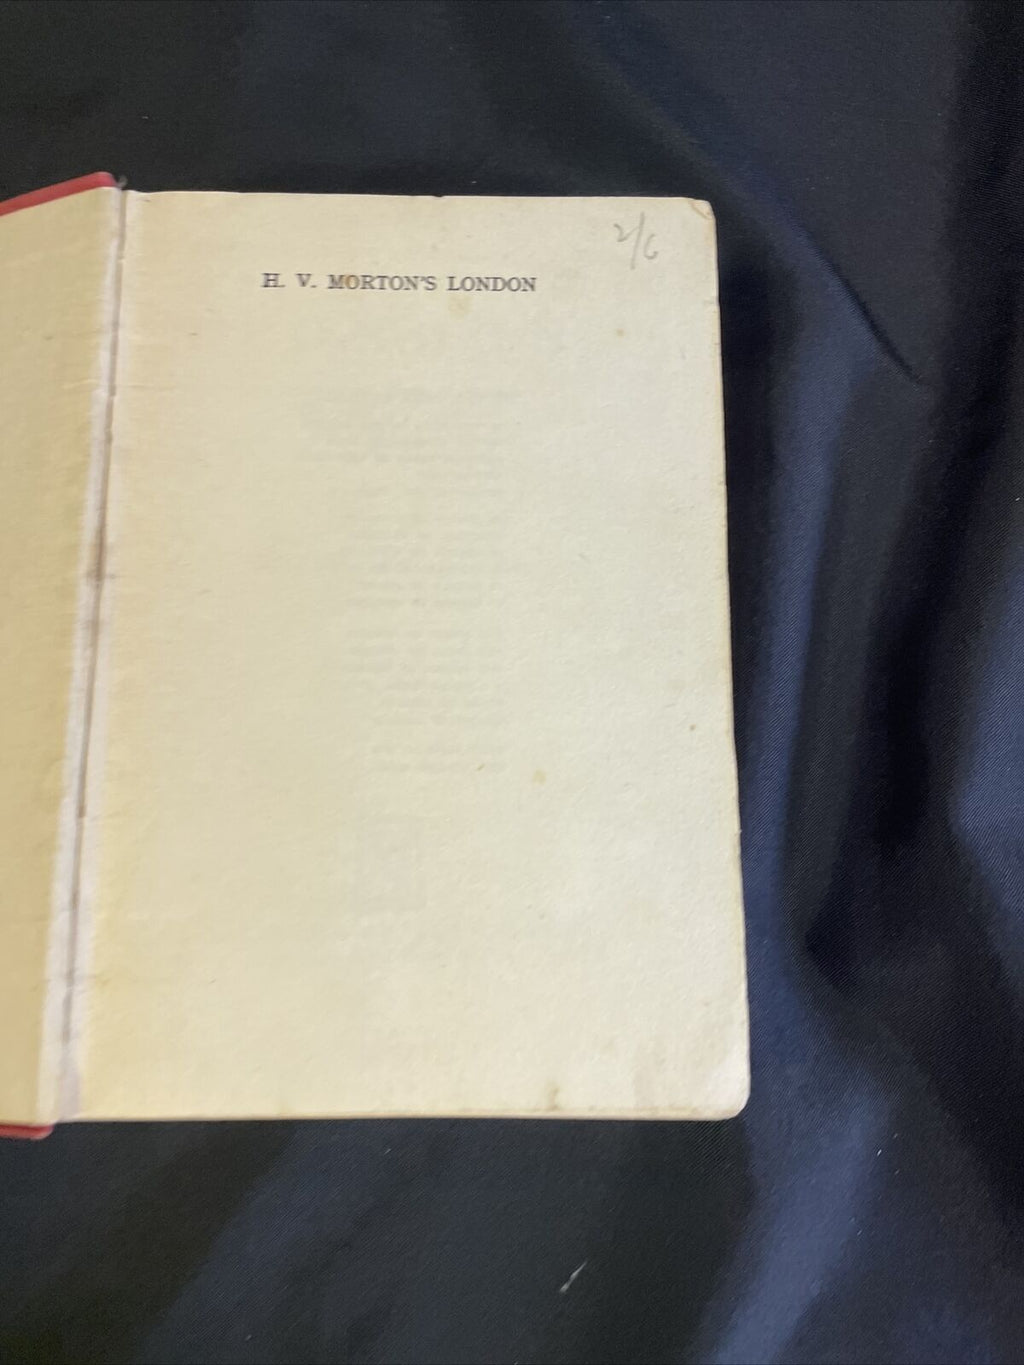 2/6
H. V. MORTON'S LONDON